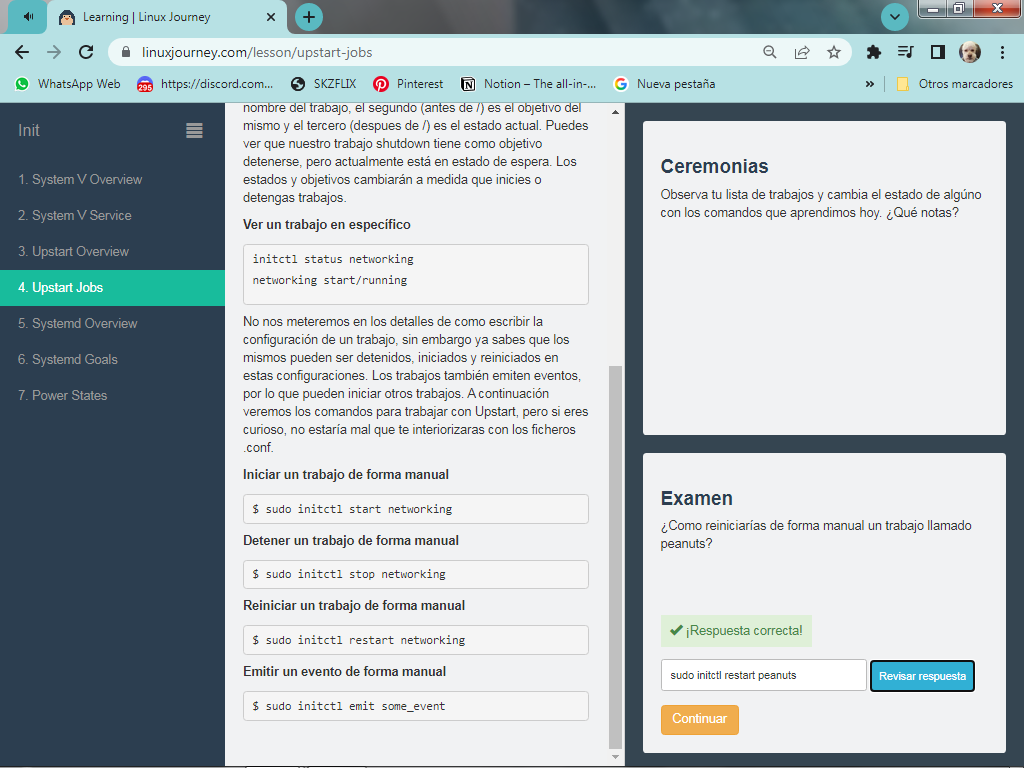 Learning | Linux Journey
linuxjourney.com/lesson/upstart-jobs
WhatsApp Web
295
https://discord.com...
SKZFLIX
Pinterest
Notion – The all-in-...
Nueva pestaña
»
Otros marcadores
Init
1. System V Overview
2. System V Service
3. Upstart Overview
4. Upstart Jobs
5. Systemd Overview
6. Systemd Goals
7. Power States
nombre del trabajo, el segundo (antes de /) es el objetivo del
mismo y el tercero (despues de /) es el estado actual. Puedes
ver que nuestro trabajo shutdown tiene como objetivo
detenerse, pero actualmente está en estado de espera. Los
estados y objetivos cambiarán a medida que inicies o
detengas trabajos.
Ver un trabajo en específico
initctl status networking
networking start/running
No nos meteremos en los detalles de como escribir la
configuración de un trabajo, sin embargo ya sabes que los
mismos pueden ser detenidos, iniciados y reiniciados en
estas configuraciones. Los trabajos también emiten eventos,
por lo que pueden iniciar otros trabajos. A continuación
veremos los comandos para trabajar con Upstart, pero si eres
curioso, no estaría mal que te interiorizaras con los ficheros
.conf.
Iniciar un trabajo de forma manual
$ sudo initctl start networking
Detener un trabajo de forma manual
$ sudo initctl stop networking
Reiniciar un trabajo de forma manual
$ sudo initctl restart networking
Emitir un evento de forma manual
$ sudo initctl emit some_event
Ceremonias
Observa tu lista de trabajos y cambia el estado de algúno
con los comandos que aprendimos hoy. ¿Qué notas?
Examen
¿Como reiniciarías de forma manual un trabajo llamado
peanuts?
¡Respuesta correcta!
sudo initctl restart peanuts
Revisar respuesta
Continuar